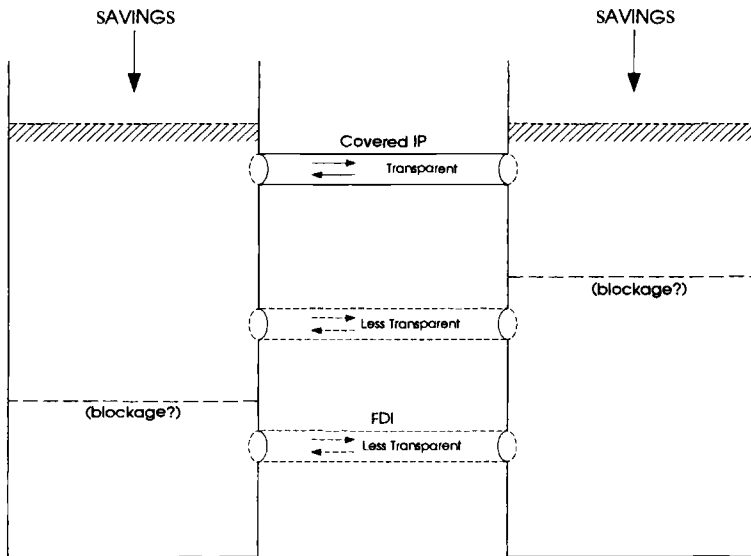 SAVINGS
SAVINGS
Covered IP
Transparent
(blockage?)
Less Transparent
(blockage?)
FDI
Less Transparent